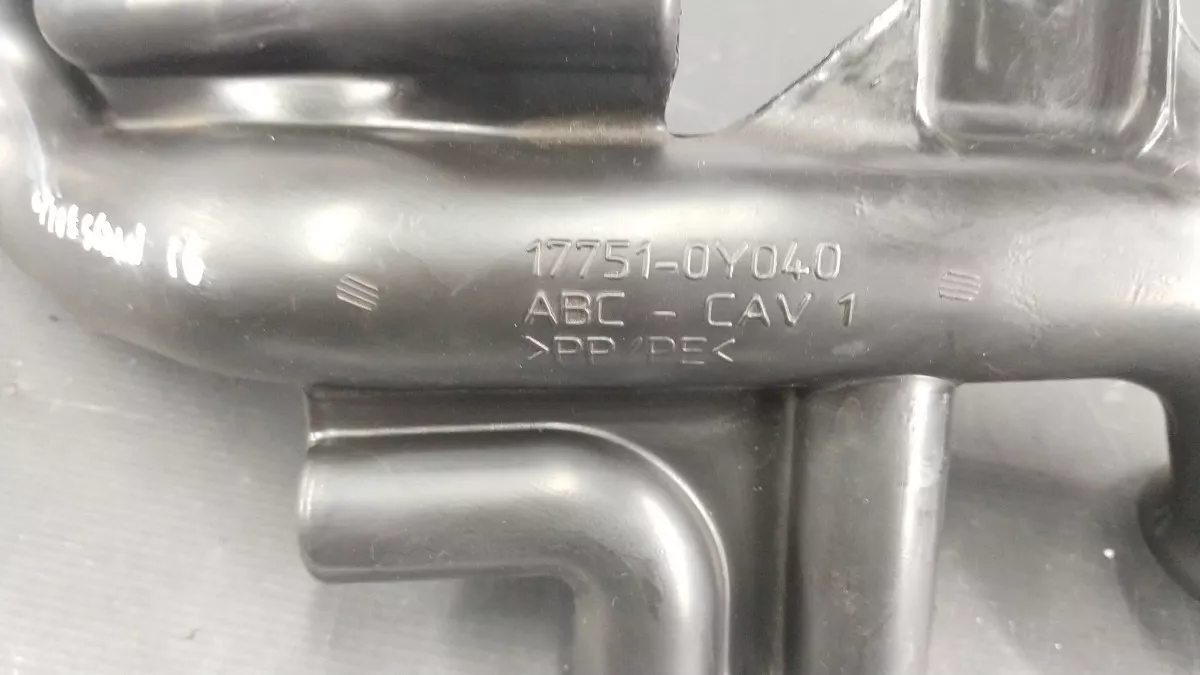 17751-0Y040
ABC - CAV 1
>PP/PE<